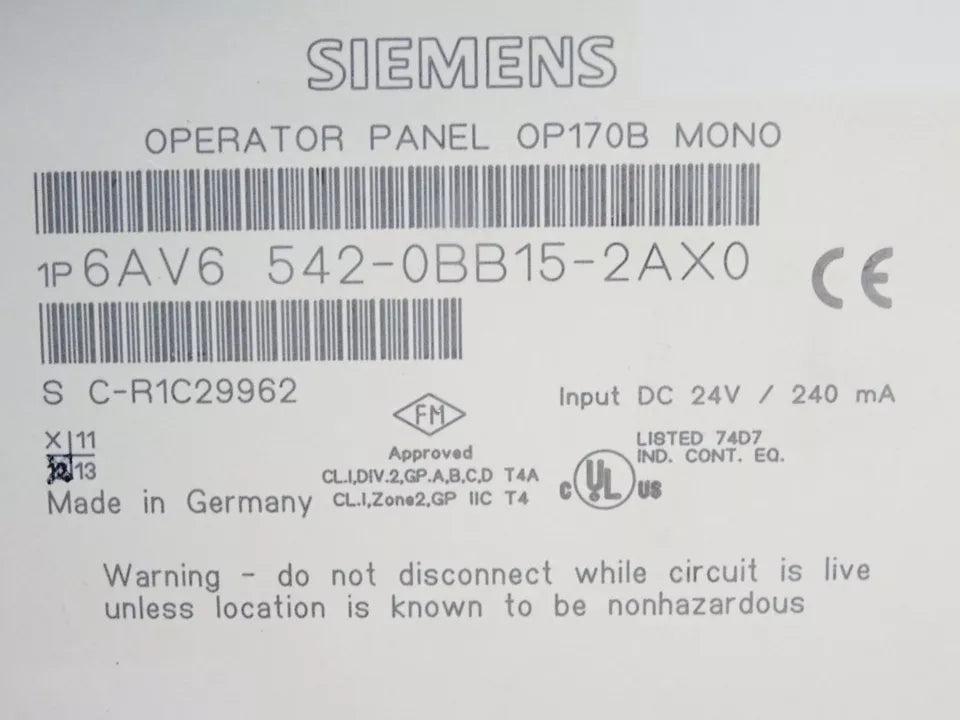 SIEMENS
OPERATOR PANEL OP170B MONO
1P 6AV6 542-0BB15-2AX0
CE
S C-R1C29962
Input DC 24V / 240 mA
FM
Approved
CL.I,DIV.2,GP.A,B,C,D T4A
CL.I,Zone2,GP IIC T4
X 11
13
Made in Germany
c UL us
LISTED 74D7
IND. CONT. EQ.
Warning - do not disconnect while circuit is live
unless location is known to be nonhazardous